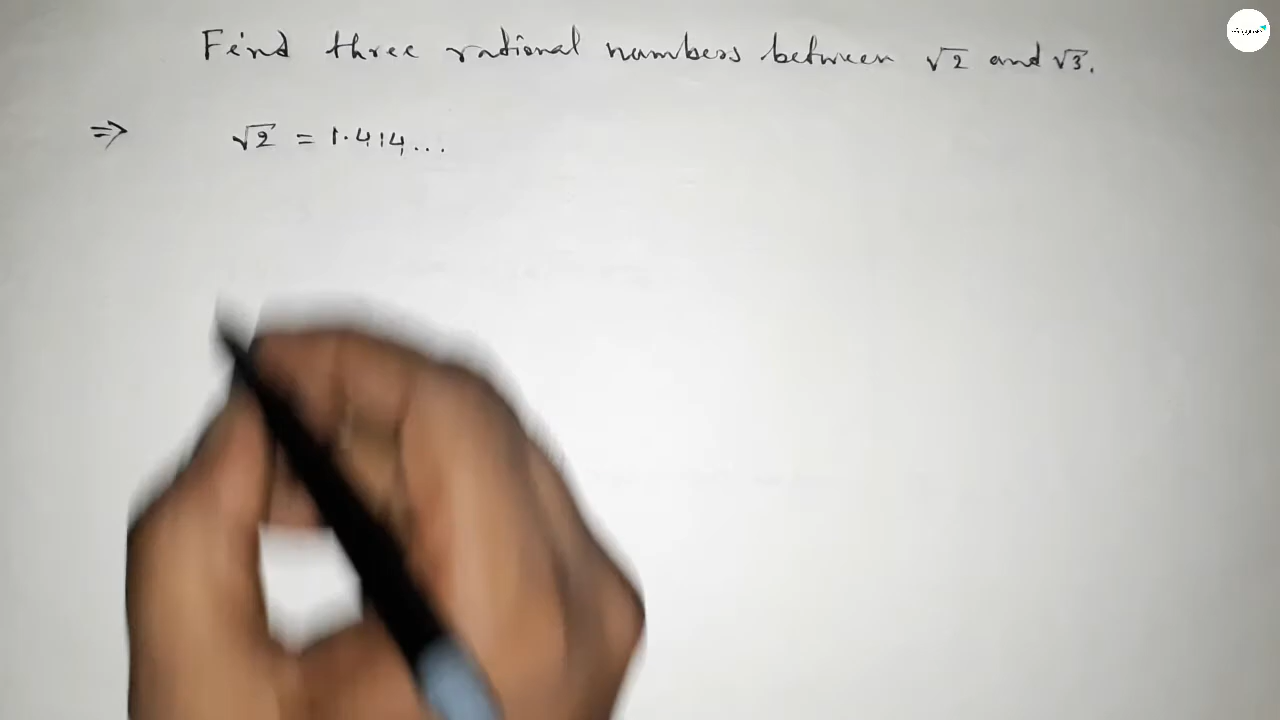 Find three rational numbers between √2 and √3.
⇒ √2 = 1.414...